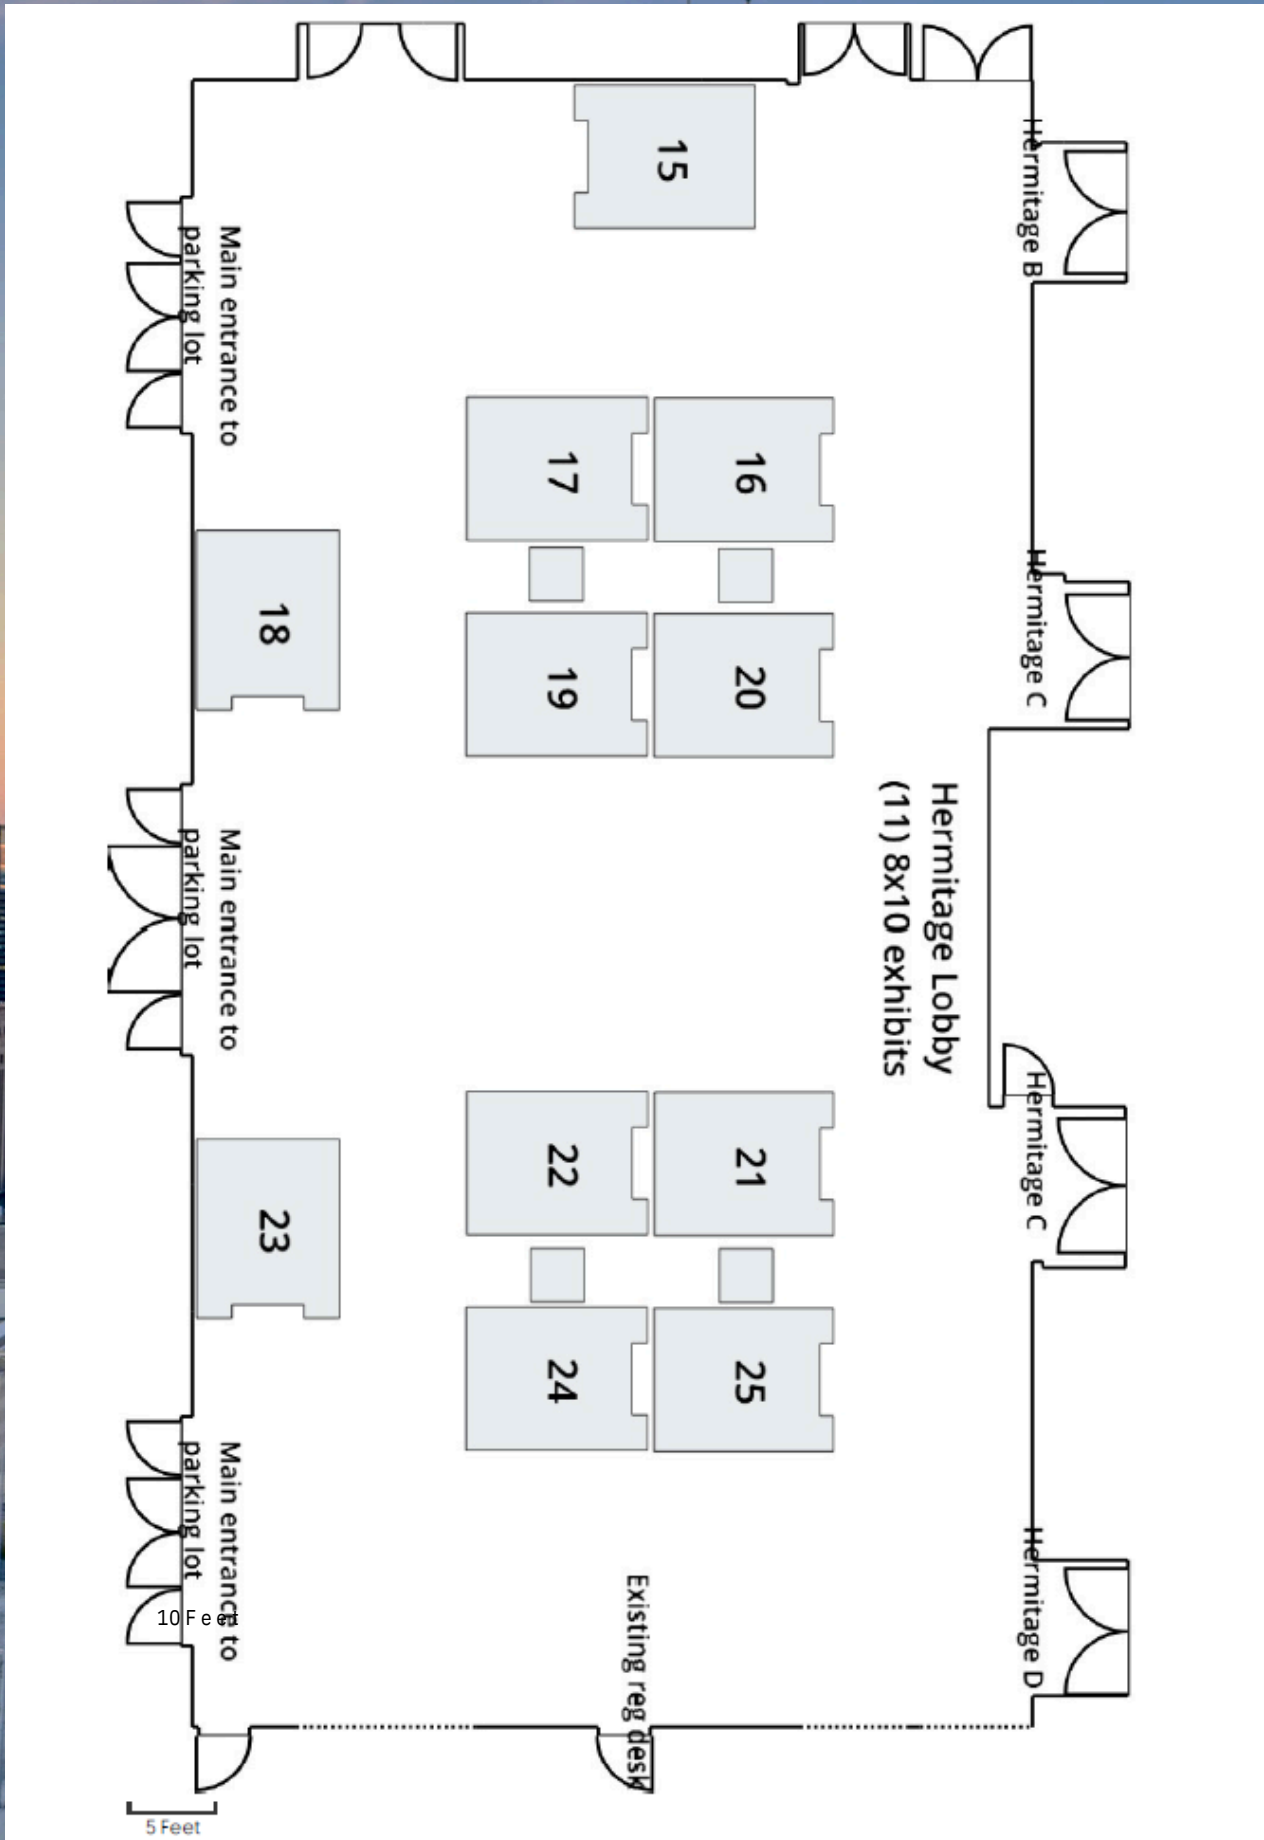 15
Hermitage B
Main entrance to
parking lot
17
16
18
Hermitage C
19
20
Hermitage Lobby
(11) 8x10 exhibits
Main entrance to
parking lot
22
21
Hermitage C
23
24
25
Main entrance to
parking lot
10 Feet
Existing reg desk
Hermitage D
5 Feet